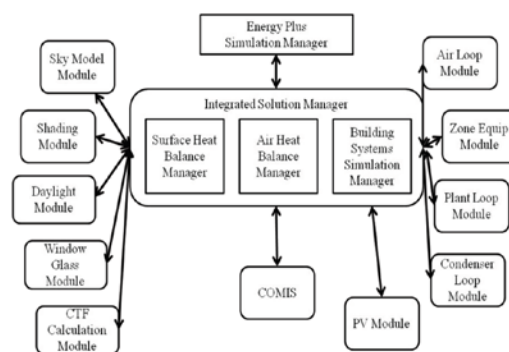 Energy Plus
Simulation Manager
Sky Model
Module
Air Loop
Module
Integrated Solution Manager
Shading
Module
Surface Heat
Balance
Manager
Air Heat
Balance
Manager
Building
Systems
Simulation
Manager
Zone Equip
Module
Daylight
Module
Plant Loop
Module
Window
Glass Module
COMIS
Condenser
Loop Module
CTF
Calculation
Module
PV Module